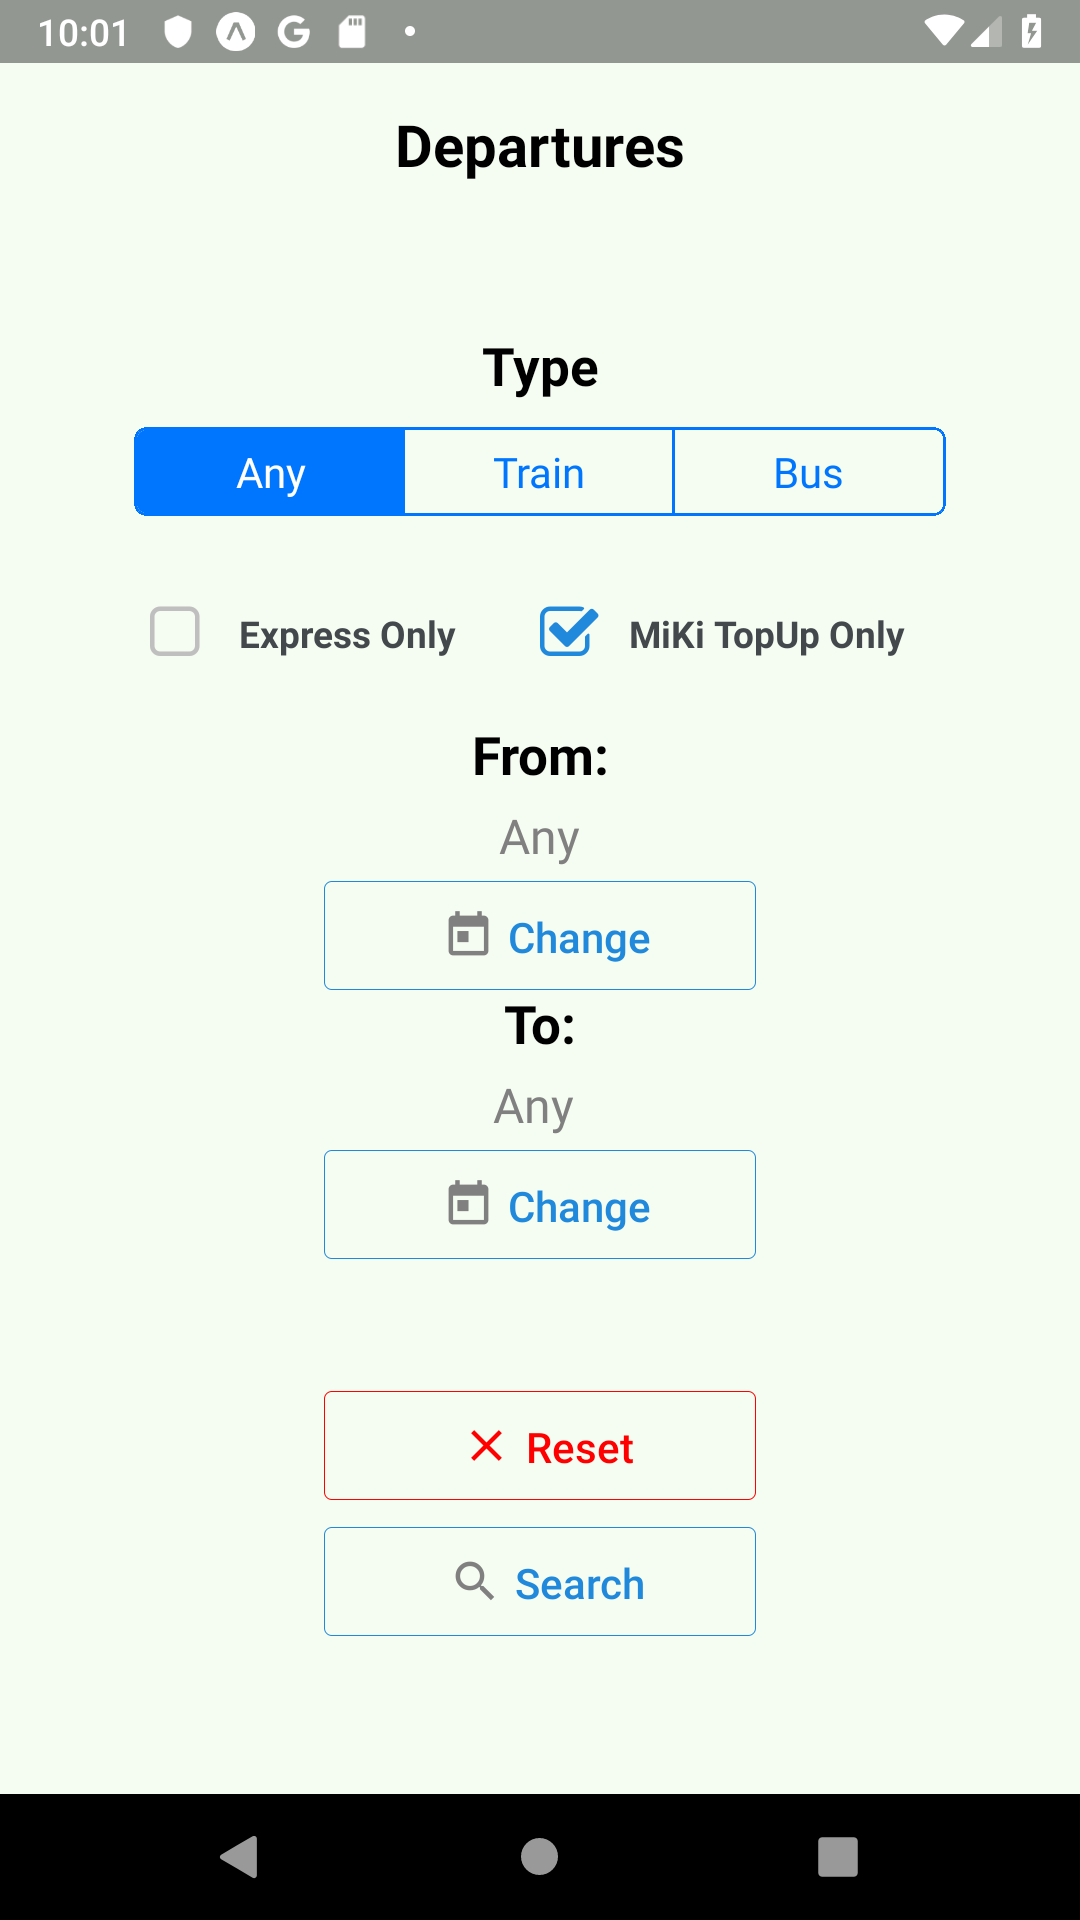 10:01
Departures
Type
Any Train Bus
Express Only MiKi TopUp Only
From:
Any
Change
To:
Any
Change
Reset
Search